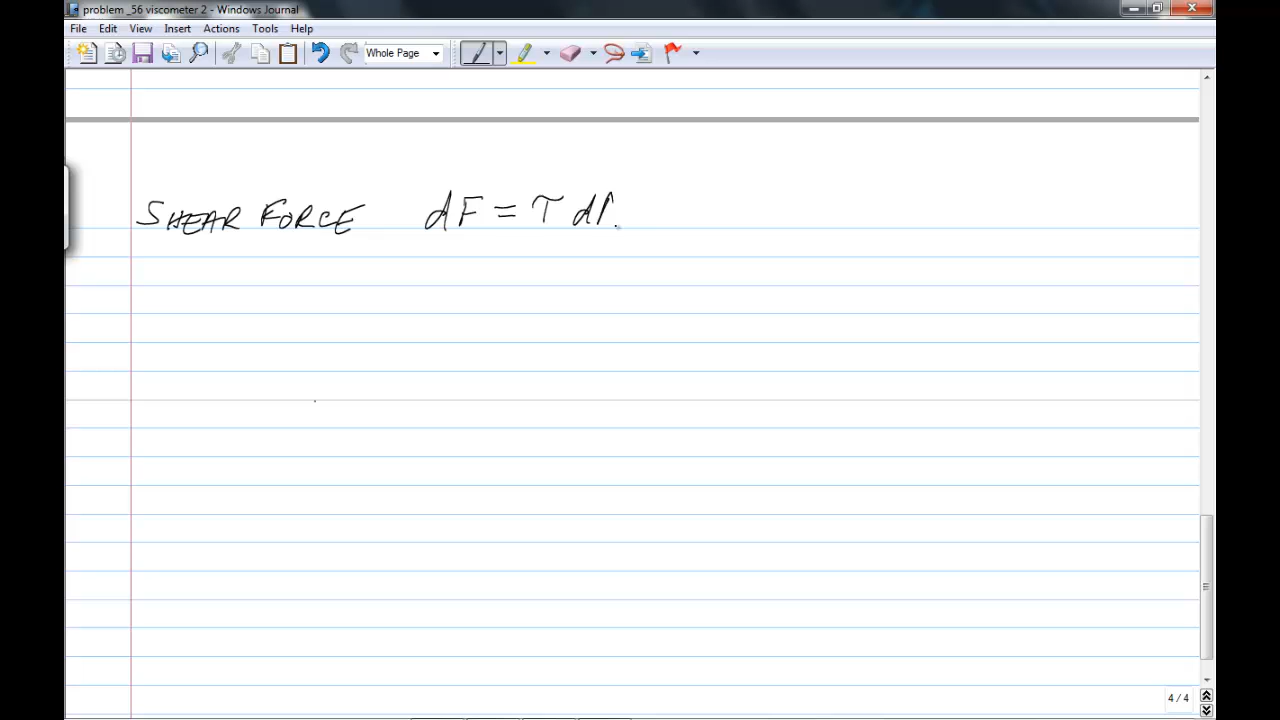 problem _56 viscometer 2 - Windows Journal
File Edit View Insert Actions Tools Help
Whole Page
SHEAR FORCE dF = τ d
4 / 4